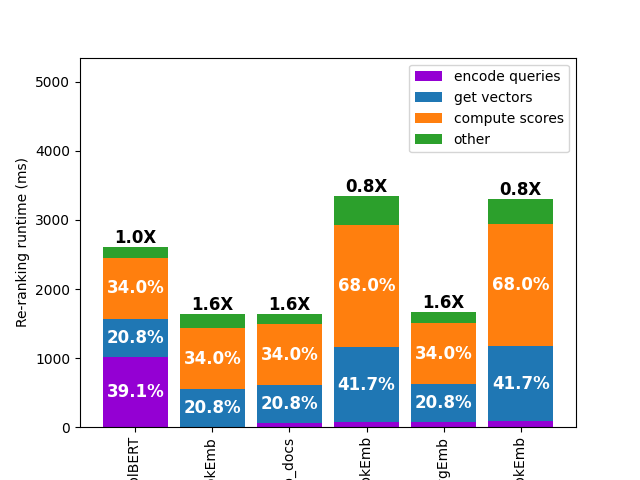 encode queries
get vectors
compute scores
other
Re-ranking runtime (ms)
5000
4000
3000
2000
1000
0
1.0X
1.6X
1.6X
0.8X
1.6X
0.8X
34.0%
20.8%
39.1%
34.0%
20.8%
34.0%
20.8%
68.0%
41.7%
34.0%
20.8%
68.0%
41.7%
lBERT
kEmb
_docs
kEmb
gEmb
kEmb